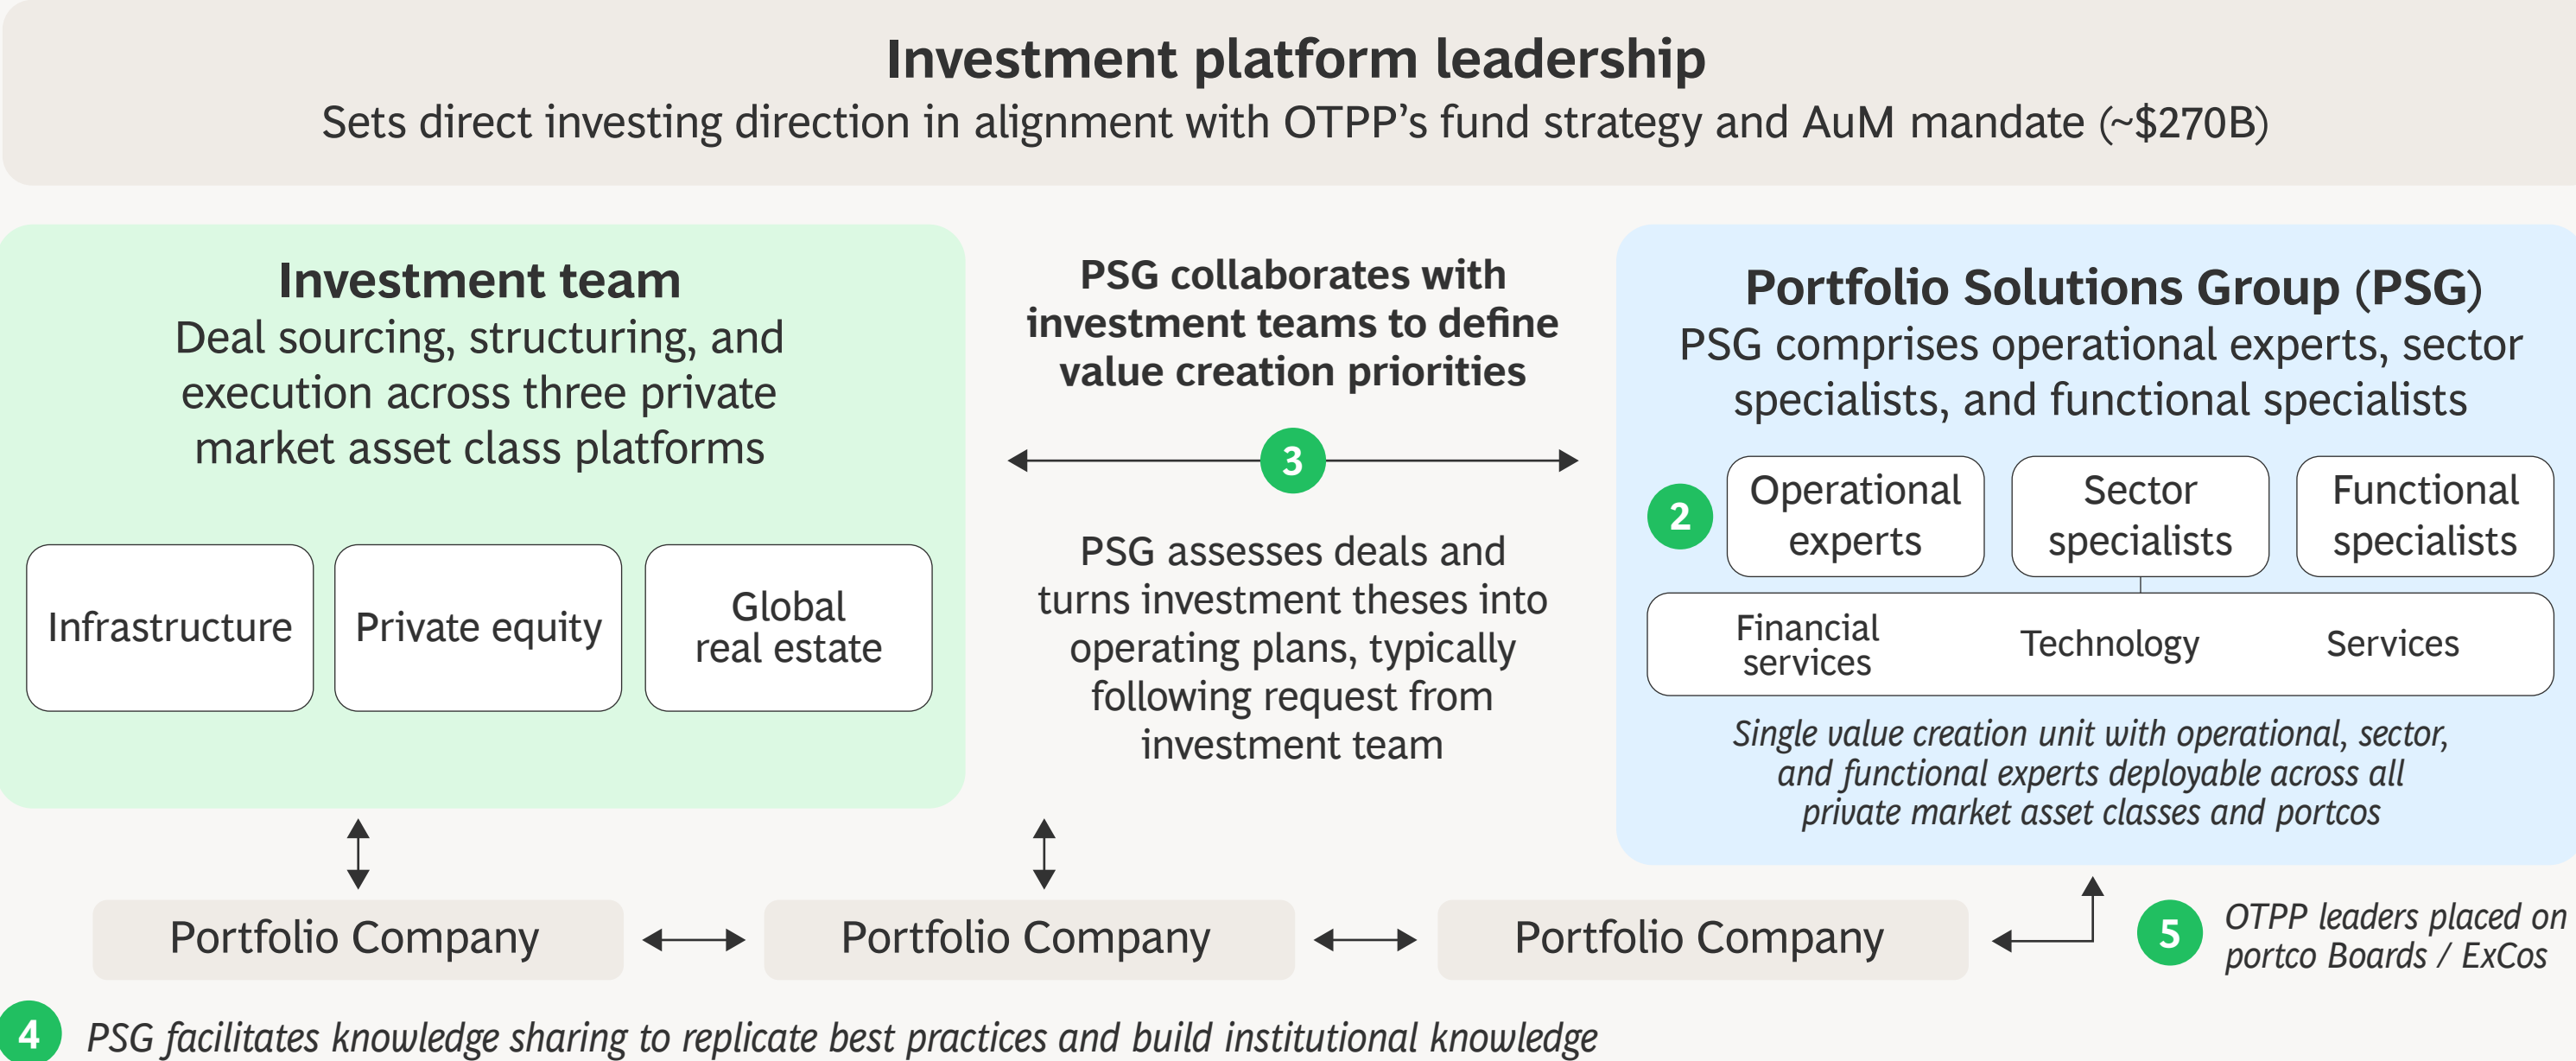 Investment platform leadership
Sets direct investing direction in alignment with OTPP’s fund strategy and AuM mandate (~$270B)
Investment team
Deal sourcing, structuring, and
execution across three private
market asset class platforms
Infrastructure
Private equity
Global
real estate
PSG collaborates with
investment teams to define
value creation priorities
3
PSG assesses deals and
turns investment theses into
operating plans, typically
following request from
investment team
Portfolio Solutions Group (PSG)
PSG comprises operational experts, sector
specialists, and functional specialists
2
Operational
experts
Sector
specialists
Functional
specialists
Financial
services
Technology
Services
Single value creation unit with operational, sector,
and functional experts deployable across all
private market asset classes and portcos
Portfolio Company
Portfolio Company
Portfolio Company
5
OTPP leaders placed on
portco Boards / ExCos
4
PSG facilitates knowledge sharing to replicate best practices and build institutional knowledge